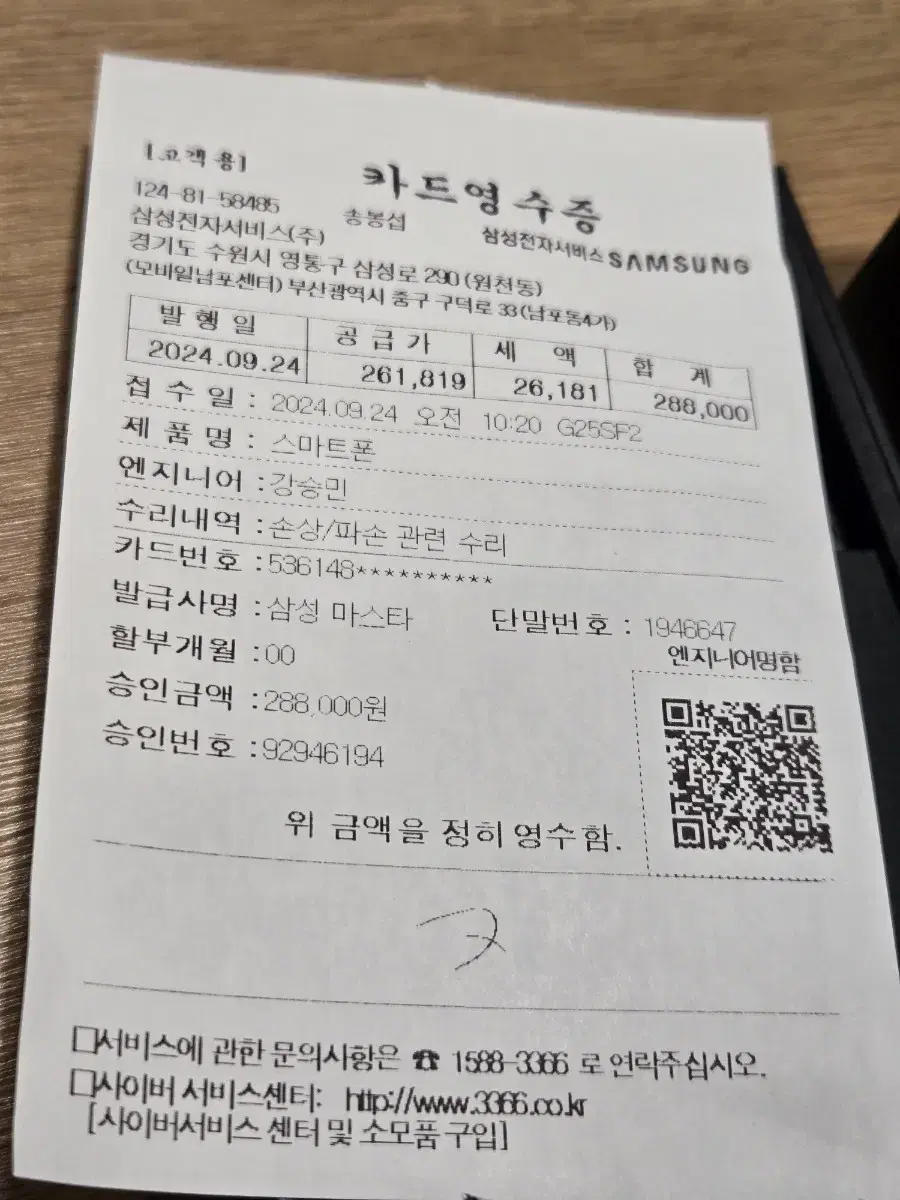 [고객용]
카드영수증
124-81-58485
송봉섭
삼성전자서비스 SAMSUNG
삼성전자서비스(주)
경기도 수원시 영통구 삼성로 290 (원천동)
(모바일남포센터) 부산광역시 중구 구덕로 33(남포동4가)
발행일 공급가 세액 합계
2024.09.24 261,819 26,181 288,000
접수일 : 2024.09.24 오전 10:20 G25SF2
제품명 : 스마트폰
엔지니어 : 강승민
수리내역 : 손상/파손 관련 수리
카드번호 : 536148**********
발급사명 : 삼성 마스타 단말번호 : 1946647
할부개월 : 00
엔지니어명함
승인금액 : 288,000원
승인번호 : 92946194
위 금액을 정히 영수함.
□서비스에 관한 문의사항은 ☎ 1588-3366 로 연락주십시오.
□사이버 서비스센터: http://www.3366.co.kr
[사이버서비스 센터 및 소모품 구입]